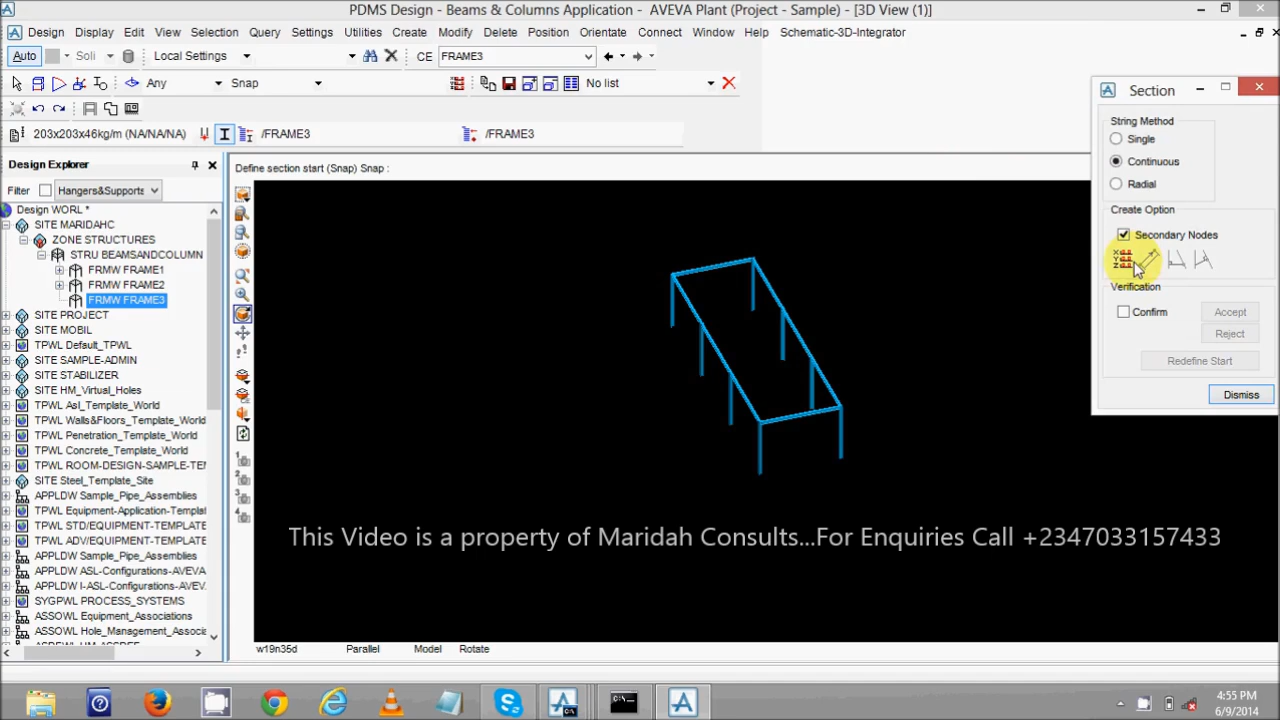 PDMS Design - Beams & Columns Application - AVEVA Plant (Project - Sample) - [3D View (1)]
Design Display Edit View Selection Query Settings Utilities Create Modify Delete Position Orientate Connect Window Help Schematic-3D-Integrator
Auto Soli Local Settings CE FRAME3
Any Snap No list
203x203x46kg/m (NA/NA/NA) /FRAME3 /FRAME3
Design Explorer
Filter Hangers&Supports
Design WORL *
SITE MARIDAHC
ZONE STRUCTURES
STRU BEAMSANDCOLUMN
FRMW FRAME1
FRMW FRAME2
FRMW FRAME3
SITE PROJECT
SITE MOBIL
TPWL Default_TPWL
SITE SAMPLE-ADMIN
SITE STABILIZER
SITE HM_Virtual_Holes
TPWL Asl_Template_World
TPWL Walls&Floors_Template_World
TPWL Penetration_Template_World
TPWL Concrete_Template_World
TPWL ROOM-DESIGN-SAMPLE-TEM
SITE Steel_Template_Site
APPLDW Sample_Pipe_Assemblies
TPWL Equipment-Application-Templat
TPWL STD/EQUIPMENT-TEMPLATE
TPWL ADV/EQUIPMENT-TEMPLATE
APPLDW Sample_Pipe_Assemblies
APPLDW ASL-Configurations-AVEVA
APPLDW I-ASL-Configurations-AVEV.
SYGPWL PROCESS_SYSTEMS
ASSOWL Equipment_Associations
ASSOWL Hole_Management_Associa
Define section start (Snap) Snap :
This Video is a property of Maridah Consults...For Enquiries Call +2347033157433
w19n35d Parallel Model Rotate
Section
String Method
Single
Continuous
Radial
Create Option
Secondary Nodes
Verification
Confirm Accept
Reject
Redefine Start
Dismiss
4:55 PM
6/9/2014